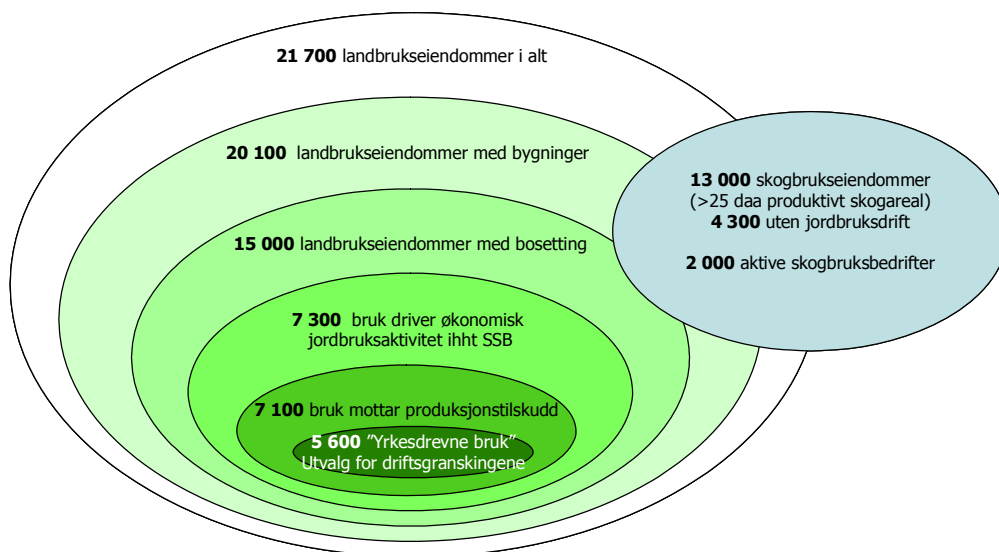 21 700 landbrukseiendommer i alt
20 100 landbrukseiendommer med bygninger
15 000 landbrukseiendommer med bosetting
7 300 bruk driver økonomisk
jordbruksaktivitet ihht SSB
7 100 bruk mottar produksjonstilskudd
5 600 ”Yrkesdrevne bruk”
Utvalg for driftsgranskingene
13 000 skogbrukseiendommer
(>25 daa produktivt skogareal)
4 300 uten jordbruksdrift
2 000 aktive skogbruksbedrifter